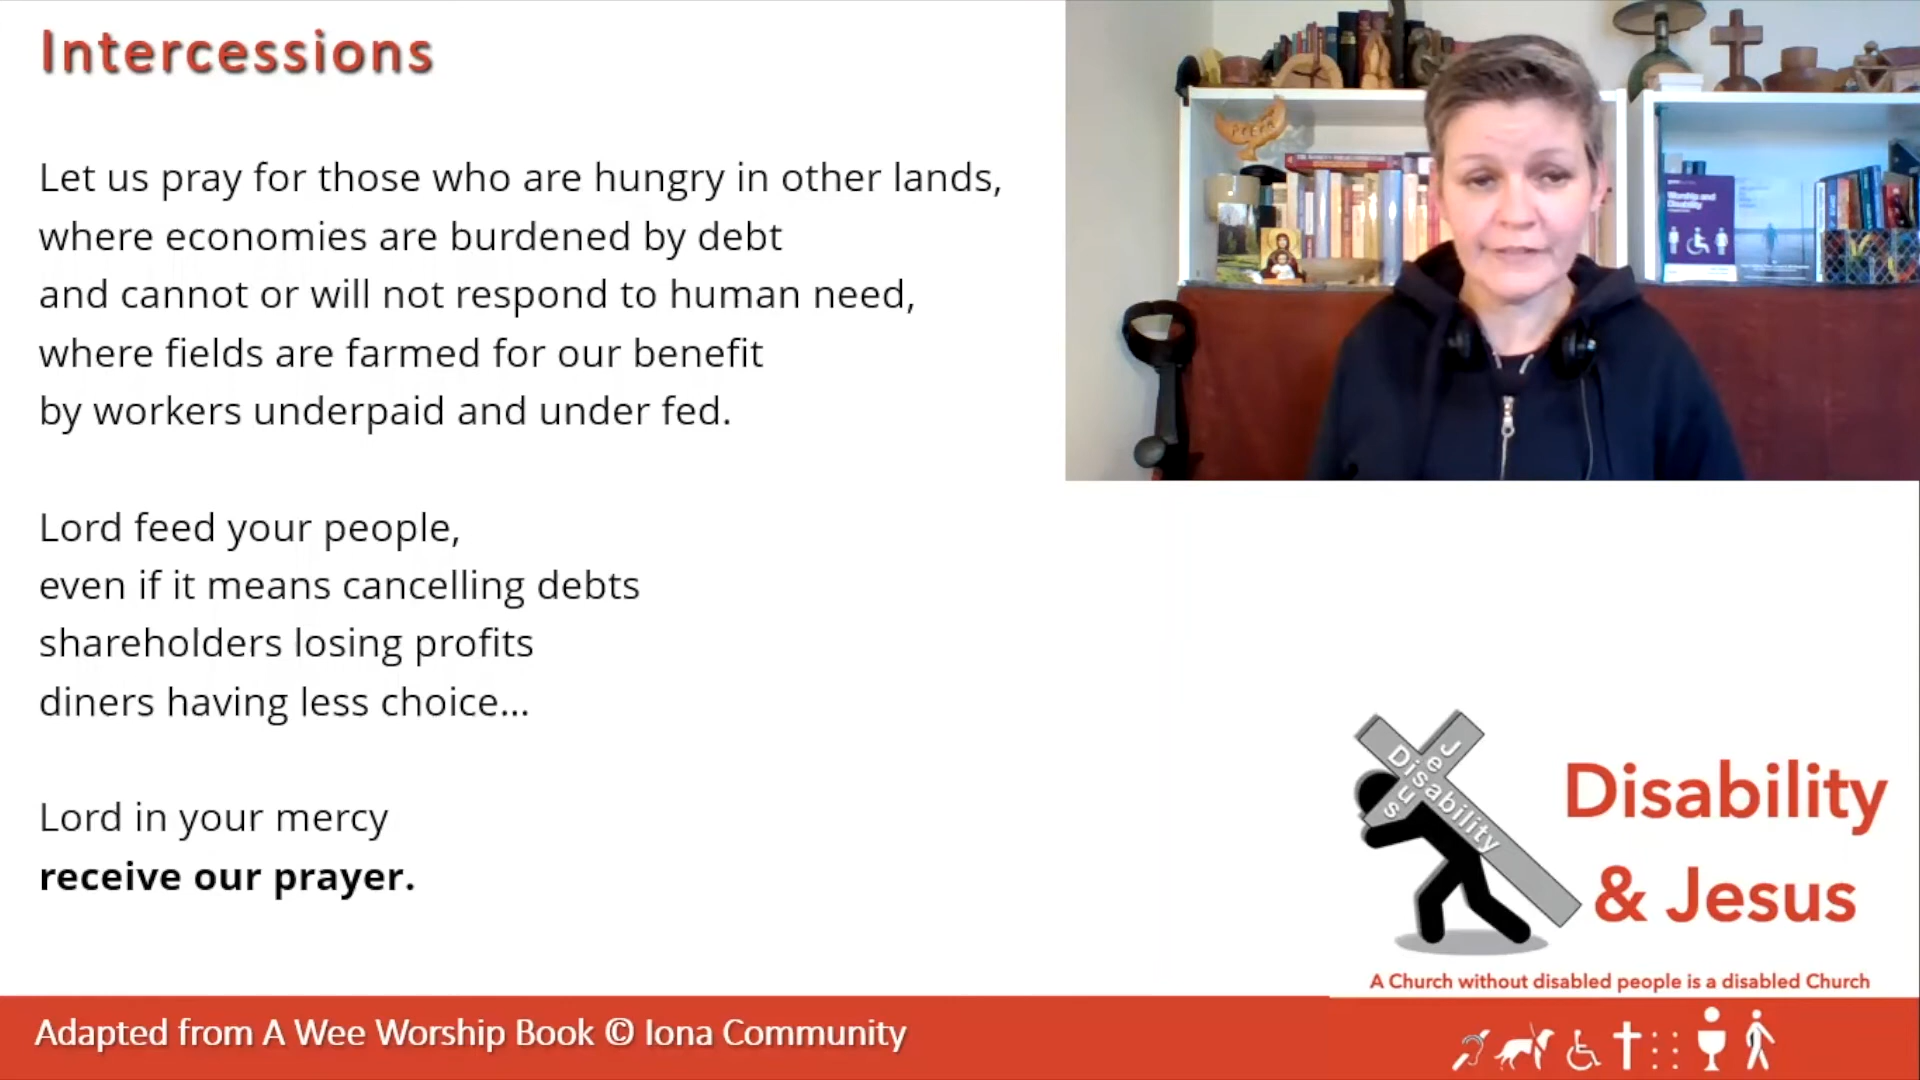 Intercessions
Let us pray for those who are hungry in other lands,
where economies are burdened by debt
and cannot or will not respond to human need,
where fields are farmed for our benefit
by workers underpaid and under fed.
Lord feed your people,
even if it means cancelling debts
shareholders losing profits
diners having less choice...
Lord in your mercy
receive our prayer.
Worship and
Disability
Jesus
Disability
Disability
& Jesus
A Church without disabled people is a disabled Church
Adapted from A Wee Worship Book © Iona Community